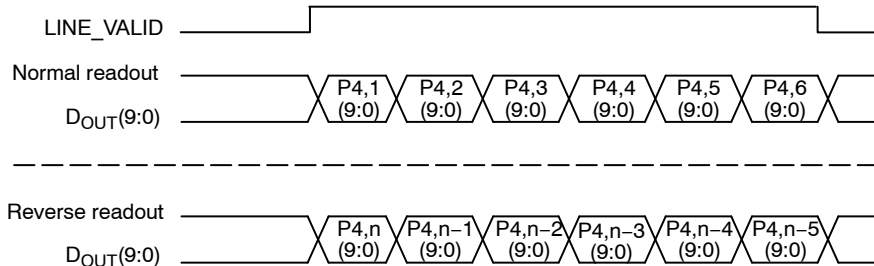 LINE_VALID
Normal readout
P4,1 P4,2 P4,3 P4,4 P4,5 P4,6
(9:0) (9:0) (9:0) (9:0) (9:0) (9:0)
DOUT(9:0)
Reverse readout
P4,n P4,n−1 P4,n−2 P4,n−3 P4,n−4 P4,n−5
(9:0) (9:0) (9:0) (9:0) (9:0) (9:0)
DOUT(9:0)